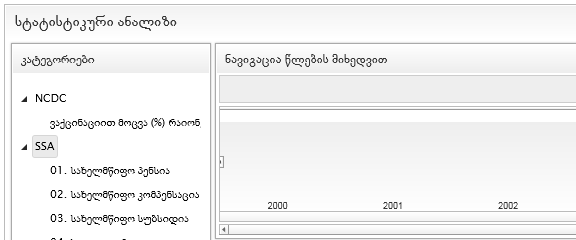 სტატისტიკური ანალიზი
კატეგორიები
ნავიგაცია წლების მიხედვით
NCDC
ვაქცინაციით მოცვა (%)
SSA
01. სახელმწიფო პენსია
02. სახელმწიფო კომპენსაცია
03. სახელმწიფო სუბსიდია
2000 2001 2002